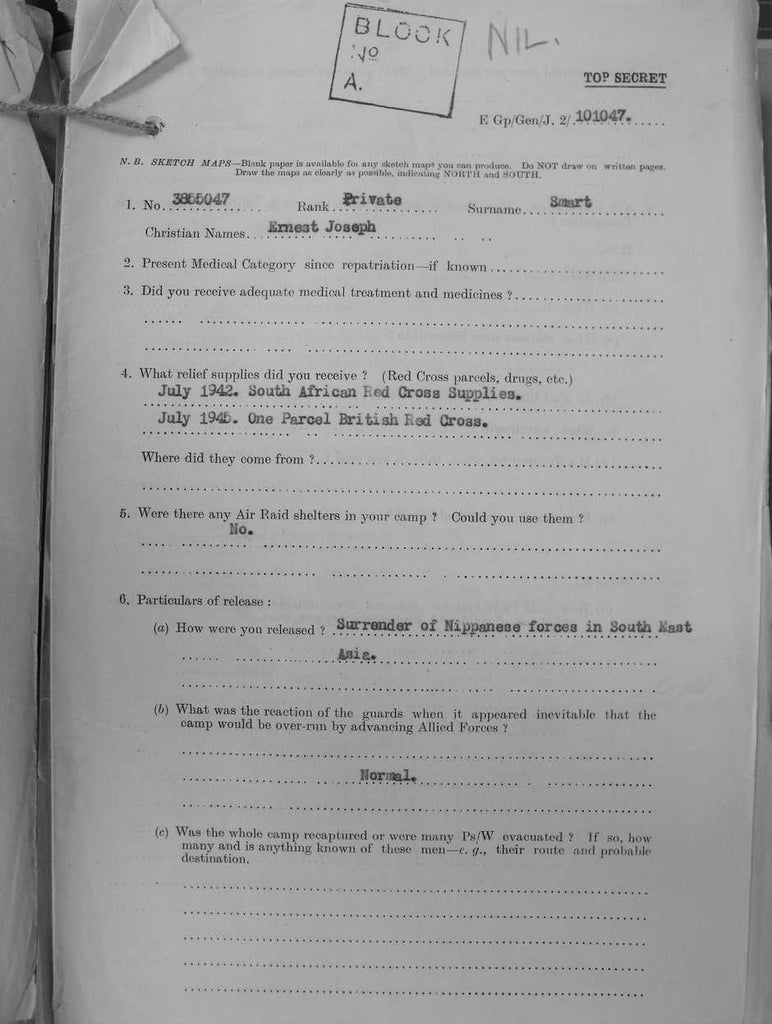 BLOCK
No
A.
NIL.
TOP SECRET
E Gp/Gen/J. 2/ 101047.
N. B. SKETCH MAPS—Blank paper is available for any sketch maps you can produce. Do NOT draw on written pages.
Draw the maps as clearly as possible, indicating NORTH and SOUTH.
1. No. 3855047 Rank Private Surname Smart
Christian Names Ernest Joseph
2. Present Medical Category since repatriation—if known
3. Did you receive adequate medical treatment and medicines ?
4. What relief supplies did you receive ? (Red Cross parcels, drugs, etc.)
July 1942. South African Red Cross Supplies.
July 1945. One Parcel British Red Cross.
Where did they come from ?
5. Were there any Air Raid shelters in your camp ? Could you use them ?
No.
6. Particulars of release :
(a) How were you released ? Surrender of Nippanese forces in South East
Asia.
(b) What was the reaction of the guards when it appeared inevitable that the
camp would be over-run by advancing Allied Forces ?
Normal.
(c) Was the whole camp recaptured or were many Ps/W evacuated ? If so, how
many and is anything known of these men—e. g., their route and probable
destination.